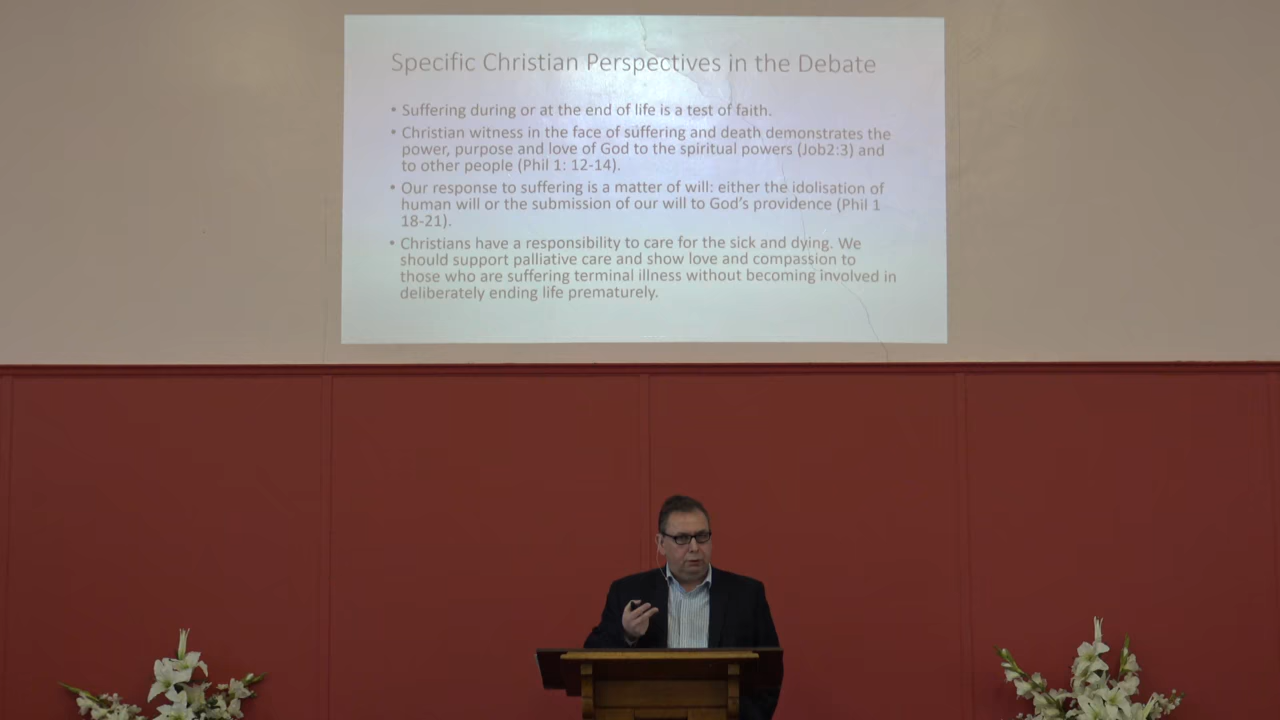 Specific Christian Perspectives in the Debate
• Suffering during or at the end of life is a test of faith.
• Christian witness in the face of suffering and death demonstrates the
power, purpose and love of God to the spiritual powers (Job2:3) and
to other people (Phil 1: 12-14).
• Our response to suffering is a matter of will: either the idolisation of
human will or the submission of our will to God's providence (Phil 1
18-21).
• Christians have a responsibility to care for the sick and dying. We
should support palliative care and show love and compassion to
those who are suffering terminal illness without becoming involved in
deliberately ending life prematurely.